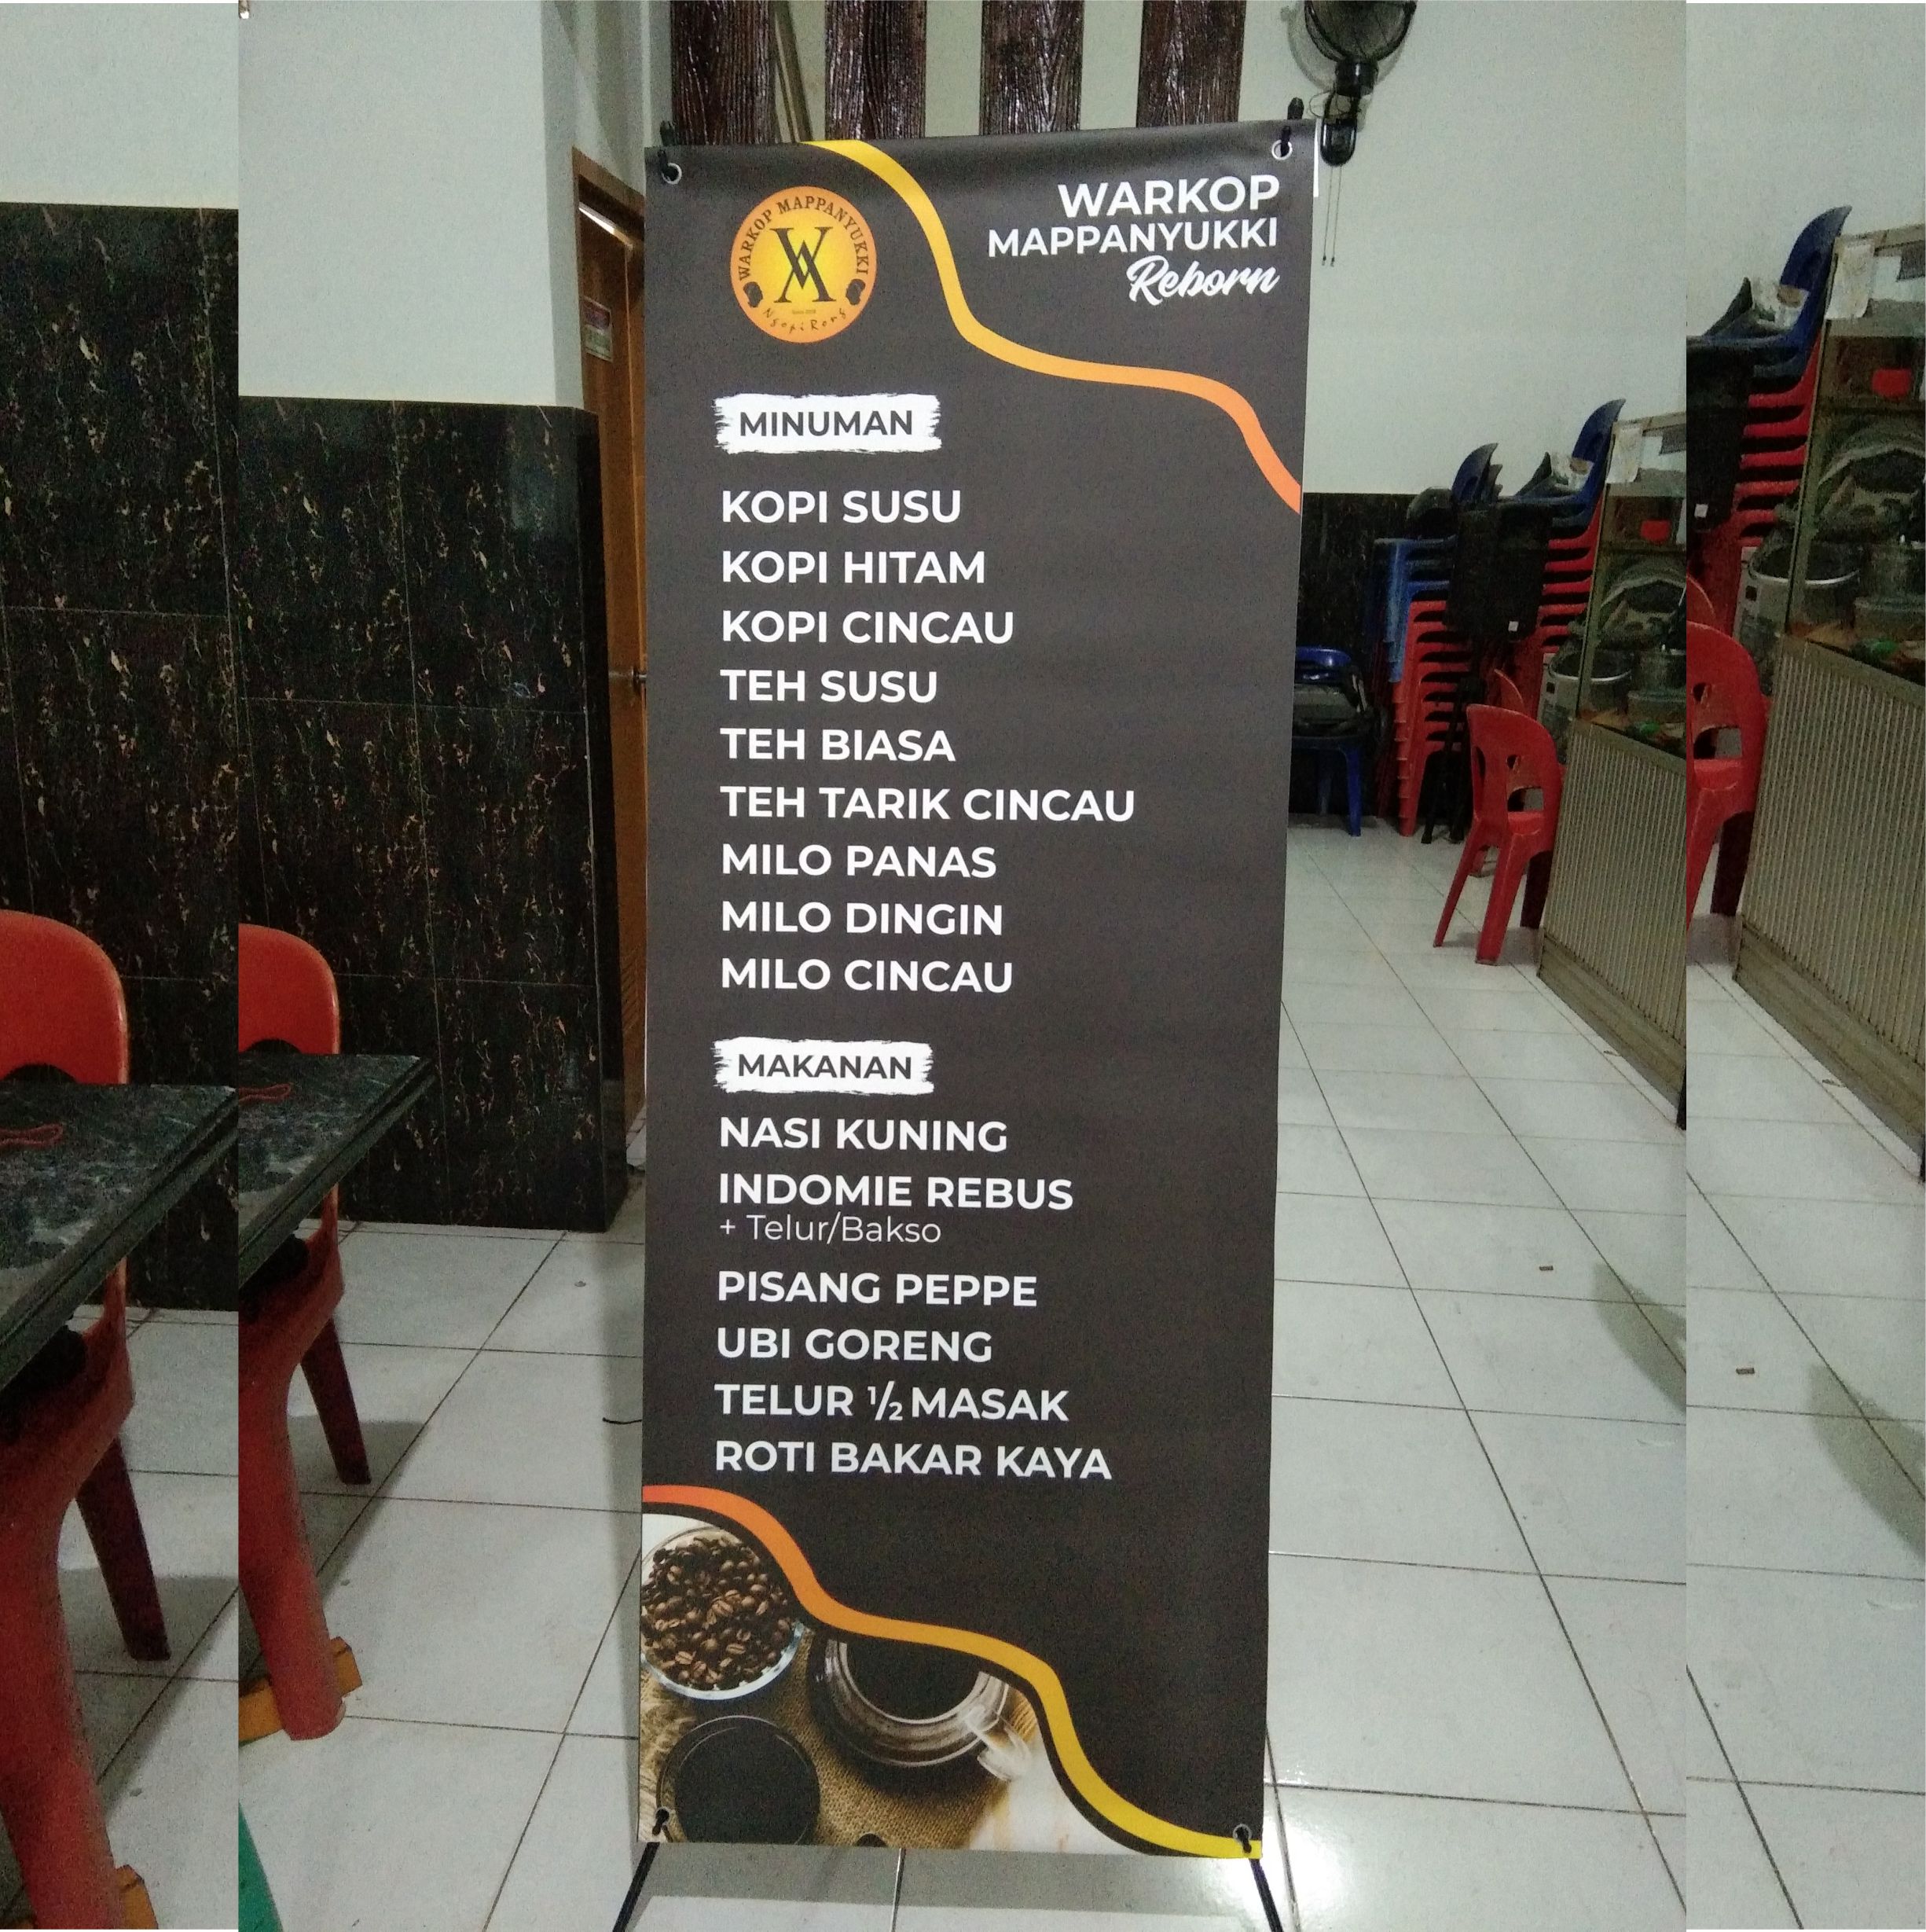 WARKOP MAPPANYUKKI
Ngopi Rong
WARKOP
MAPPANYUKKI
Reborn
MINUMAN
KOPI SUSU
KOPI HITAM
KOPI CINCAU
TEH SUSU
TEH BIASA
TEH TARIK CINCAU
MILO PANAS
MILO DINGIN
MILO CINCAU
MAKANAN
NASI KUNING
INDOMIE REBUS
+ Telur/Bakso
PISANG PEPPE
UBI GORENG
TELUR ½ MASAK
ROTI BAKAR KAYA